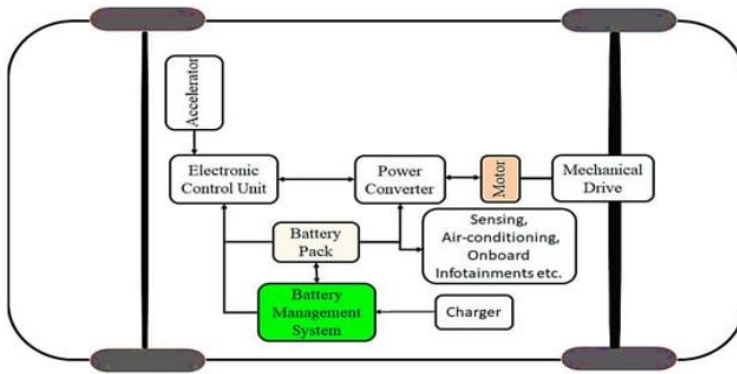 Accelerator
Electronic
Control Unit
Power
Converter
Motor
Mechanical
Drive
Battery
Pack
Sensing,
Air-conditioning,
Onboard
Infotainments etc.
Battery
Management
System
Charger